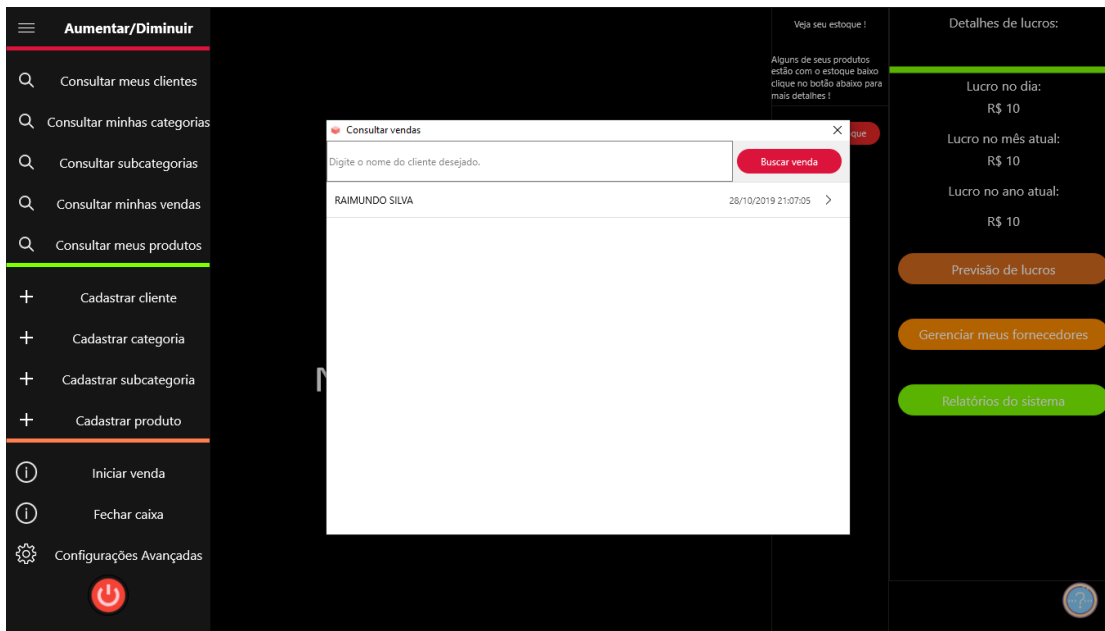 Aumentar/Diminuir
Consultar meus clientes
Consultar minhas categorias
Consultar subcategorias
Consultar minhas vendas
Consultar meus produtos
Cadastrar cliente
Cadastrar categoria
Cadastrar subcategoria
Cadastrar produto
Iniciar venda
Fechar caixa
Configurações Avançadas
Consultar vendas
Digite o nome do cliente desejado.
Buscar venda
RAIMUNDO SILVA 28/10/2019 21:07:05
Veja seu estoque !
Alguns de seus produtos
estão com o estoque baixo
clique no botão abaixo para
mais detalhes !
Detalhes de lucros:
Lucro no dia:
R$ 10
Lucro no mês atual:
R$ 10
Lucro no ano atual:
R$ 10
Previsão de lucros
Gerenciar meus fornecedores
Relatórios do sistema